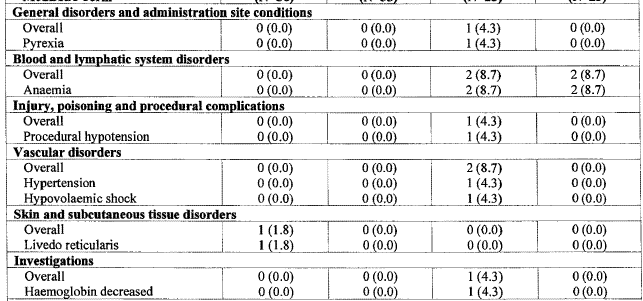 General disorders and administration site conditions
Overall 0 (0.0) 0 (0.0) 1 (4.3) 0 (0.0)
Pyrexia 0 (0.0) 0 (0.0) 1 (4.3) 0 (0.0)
Blood and lymphatic system disorders
Overall 0 (0.0) 0 (0.0) 2 (8.7) 2 (8.7)
Anaemia 0 (0.0) 0 (0.0) 2 (8.7) 2 (8.7)
Injury, poisoning and procedural complications
Overall 0 (0.0) 0 (0.0) 1 (4.3) 0 (0.0)
Procedural hypotension 0 (0.0) 0 (0.0) 1 (4.3) 0 (0.0)
Vascular disorders
Overall 0 (0.0) 0 (0.0) 2 (8.7) 0 (0.0)
Hypertension 0 (0.0) 0 (0.0) 1 (4.3) 0 (0.0)
Hypovolaemic shock 0 (0.0) 0 (0.0) 1 (4.3) 0 (0.0)
Skin and subcutaneous tissue disorders
Overall 1 (1.8) 0 (0.0) 0 (0.0) 0 (0.0)
Livedo reticularis 1 (1.8) 0 (0.0) 0 (0.0) 0 (0.0)
Investigations
Overall 0 (0.0) 0 (0.0) 1 (4.3) 0 (0.0)
Haemoglobin decreased 0 (0.0) 0 (0.0) 1 (4.3) 0 (0.0)